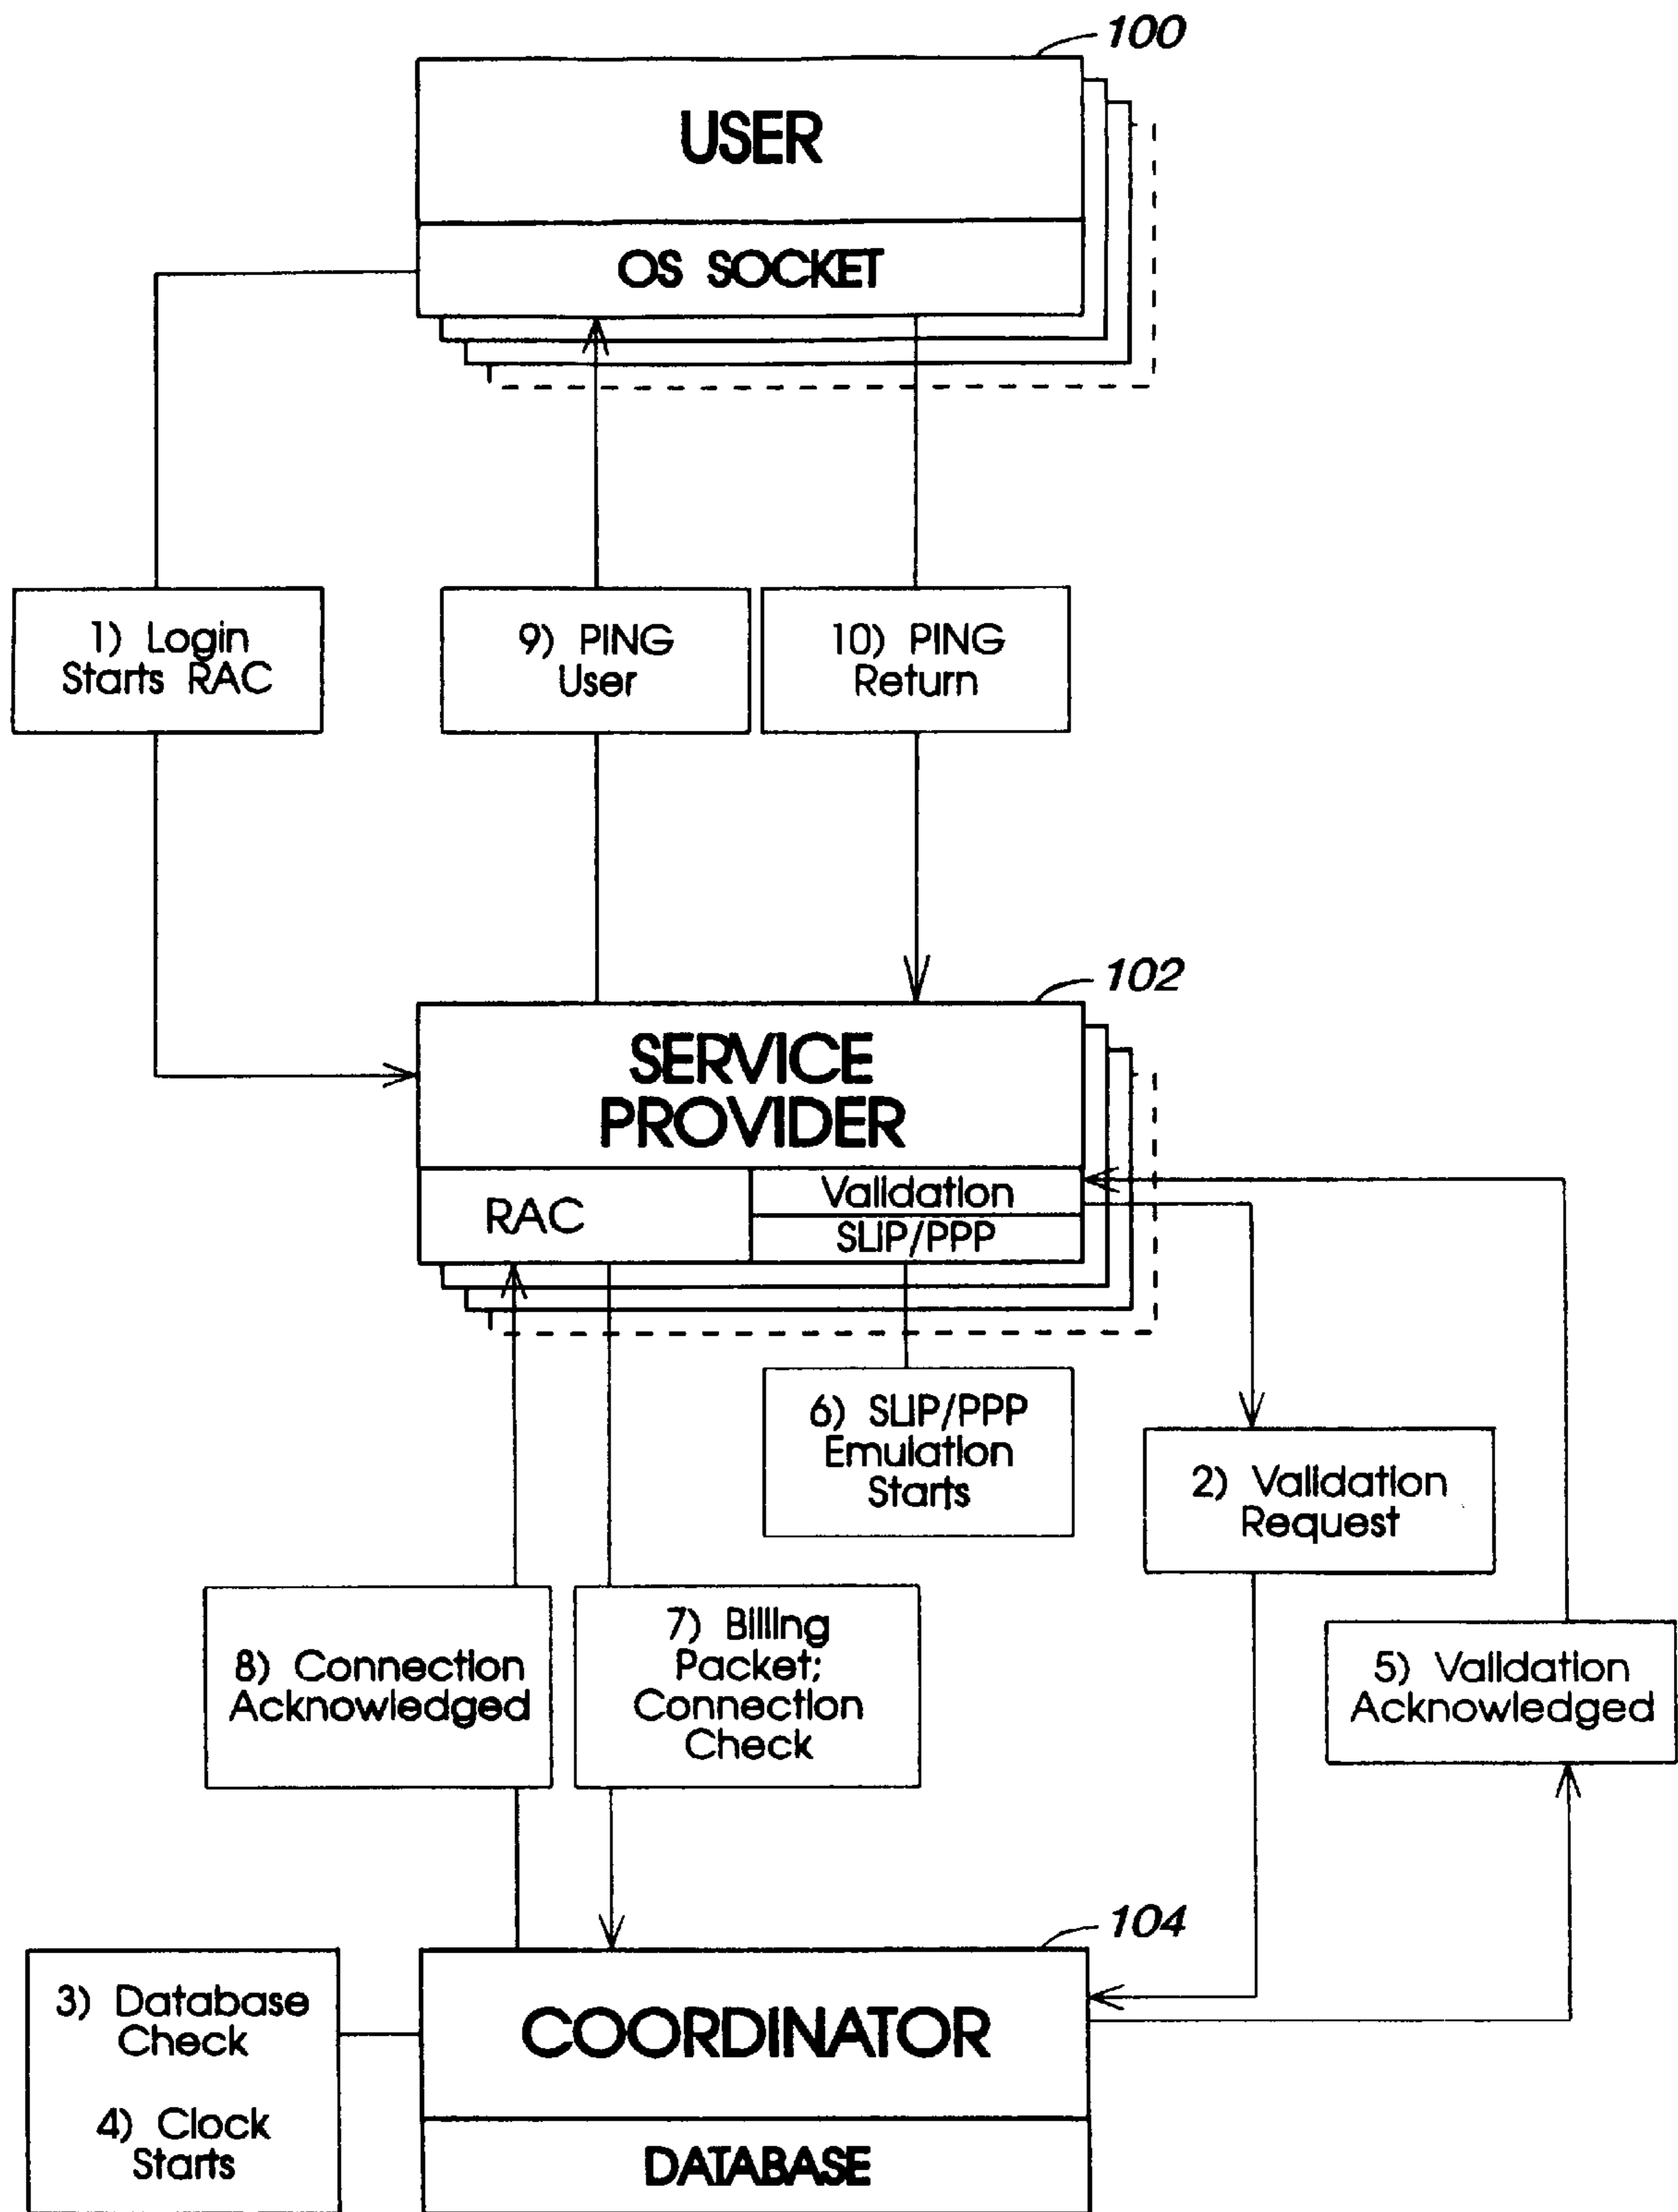 100
USER
OS SOCKET
1) Login
Starts RAC
9) PING
User
10) PING
Return
102
SERVICE
PROVIDER
RAC
Validation
SLIP/PPP
6) SLIP/PPP
Emulation
Starts
2) Validation
Request
8) Connection
Acknowledged
7) Billing
Packet;
Connection
Check
5) Validation
Acknowledged
104
3) Database
Check
4) Clock
Starts
COORDINATOR
DATABASE